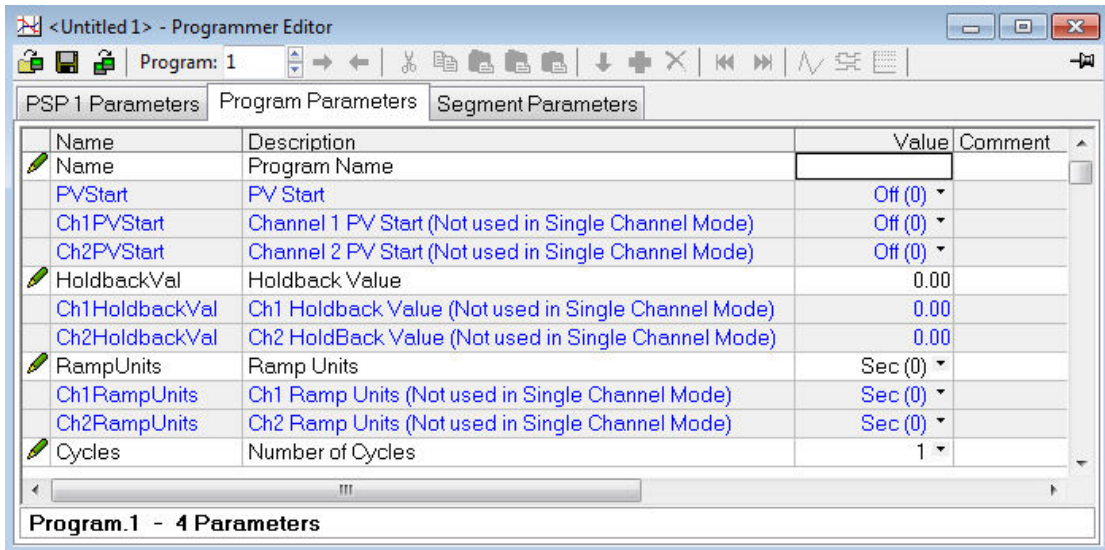 <Untitled 1> - Programmer Editor
Program: 1
PSP 1 Parameters Program Parameters Segment Parameters
Name Description Value Comment
Name Program Name
PVStart PV Start Off (0)
Ch1PVStart Channel 1 PV Start (Not used in Single Channel Mode) Off (0)
Ch2PVStart Channel 2 PV Start (Not used in Single Channel Mode) Off (0)
HoldbackVal Holdback Value 0.00
Ch1HoldbackVal Ch1 Holdback Value (Not used in Single Channel Mode) 0.00
Ch2HoldbackVal Ch2 HoldBack Value (Not used in Single Channel Mode) 0.00
RampUnits Ramp Units Sec (0)
Ch1RampUnits Ch1 Ramp Units (Not used in Single Channel Mode) Sec (0)
Ch2RampUnits Ch2 Ramp Units (Not used in Single Channel Mode) Sec (0)
Cycles Number of Cycles 1
Program.1 - 4 Parameters